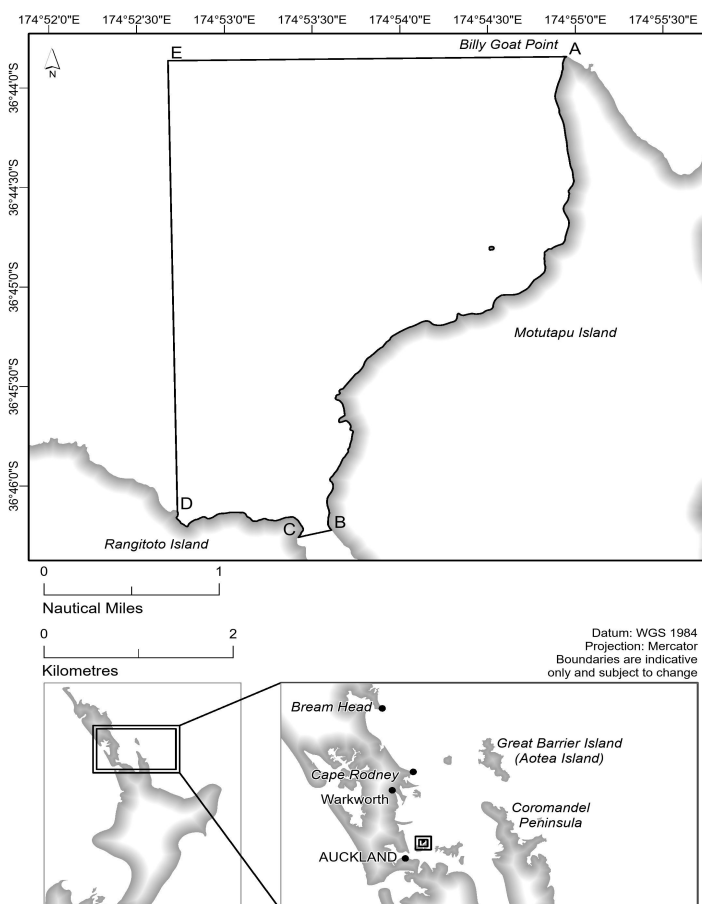 174°52'0"E 174°52'30"E 174°53'0"E 174°53'30"E 174°54'0"E 174°54'30"E 174°55'0"E 174°55'30"E
Billy Goat Point A
E
N
36°44'0"S
36°44'30"S
36°45'0"S
Motutapu Island
36°45'30"S
36°46'0"S
D
C B
Rangitoto Island
0 1
Nautical Miles
0 2
Kilometres
Datum: WGS 1984
Projection: Mercator
Boundaries are indicative
only and subject to change
Bream Head
Great Barrier Island
(Aotea Island)
Cape Rodney
Warkworth
Coromandel
Peninsula
AUCKLAND